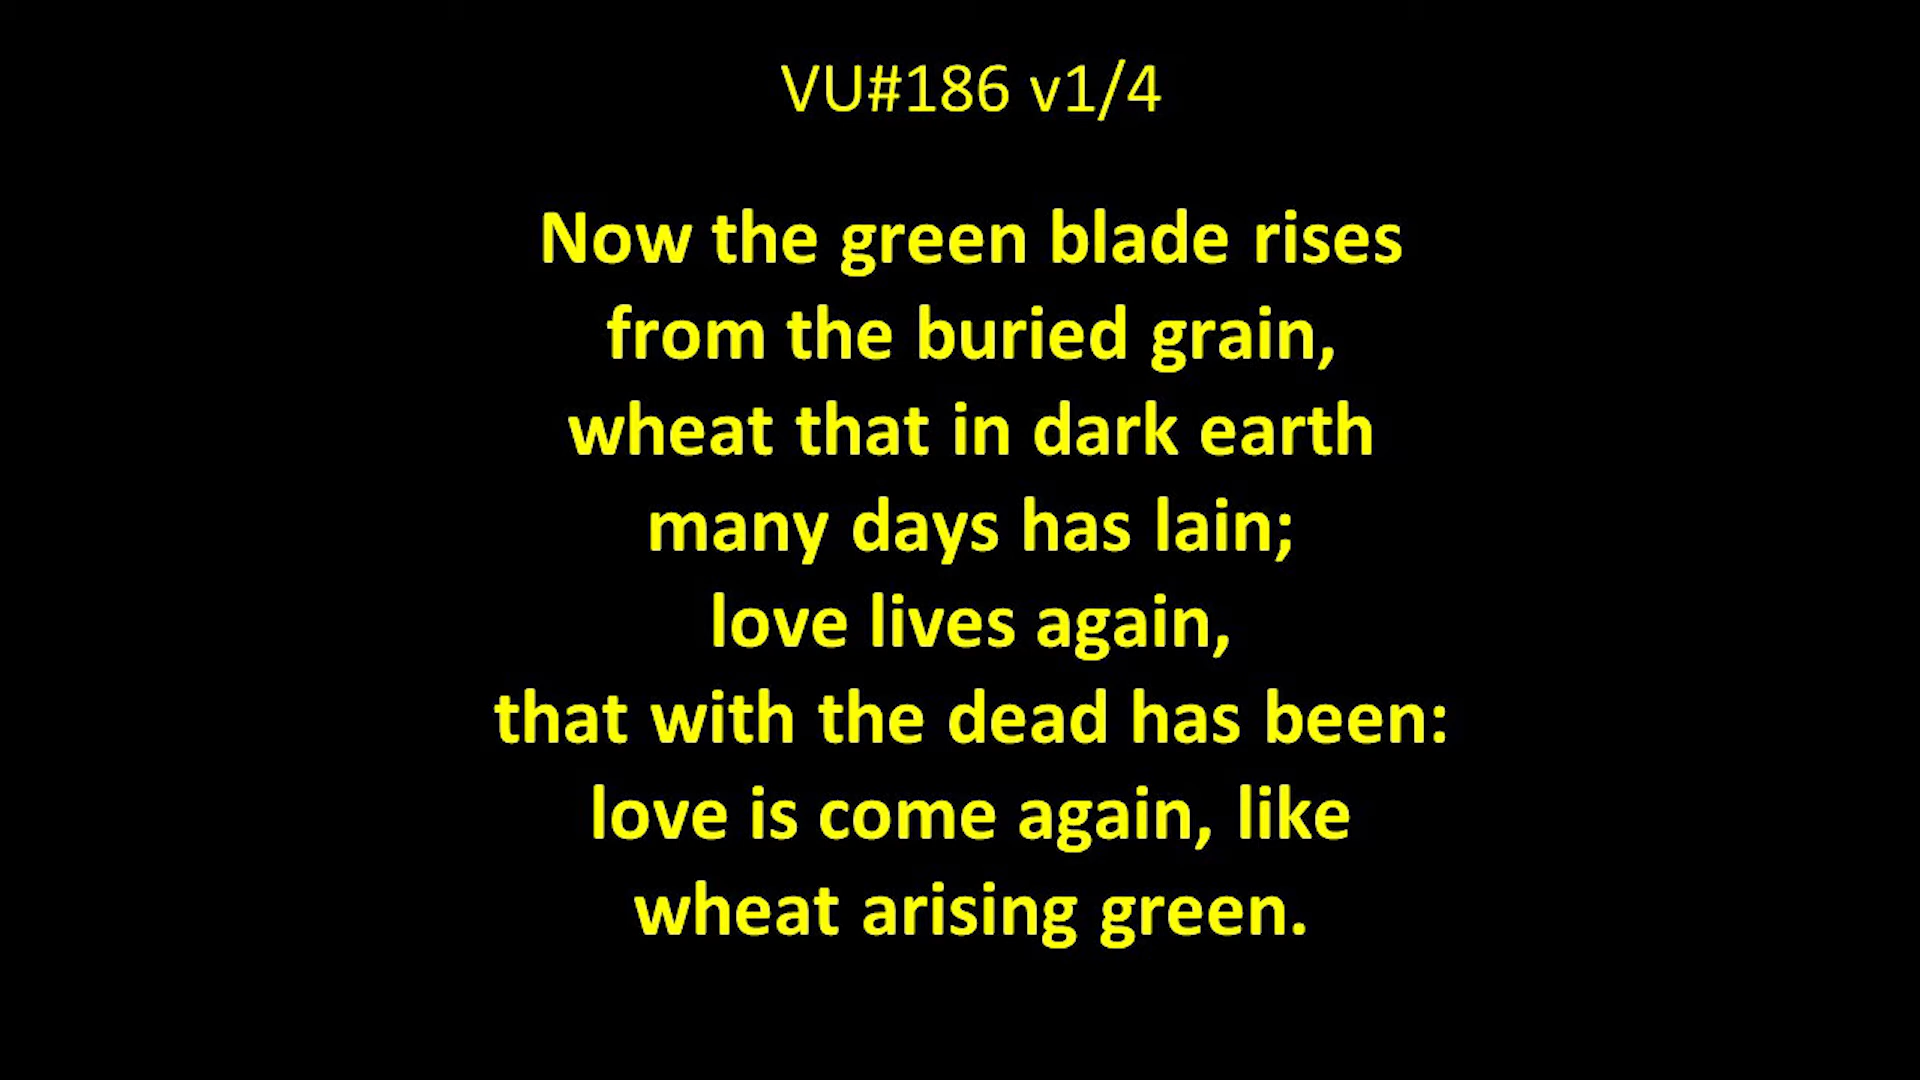 VU#186 v1/4
Now the green blade rises
from the buried grain,
wheat that in dark earth
many days has lain;
love lives again,
that with the dead has been:
love is come again, like
wheat arising green.